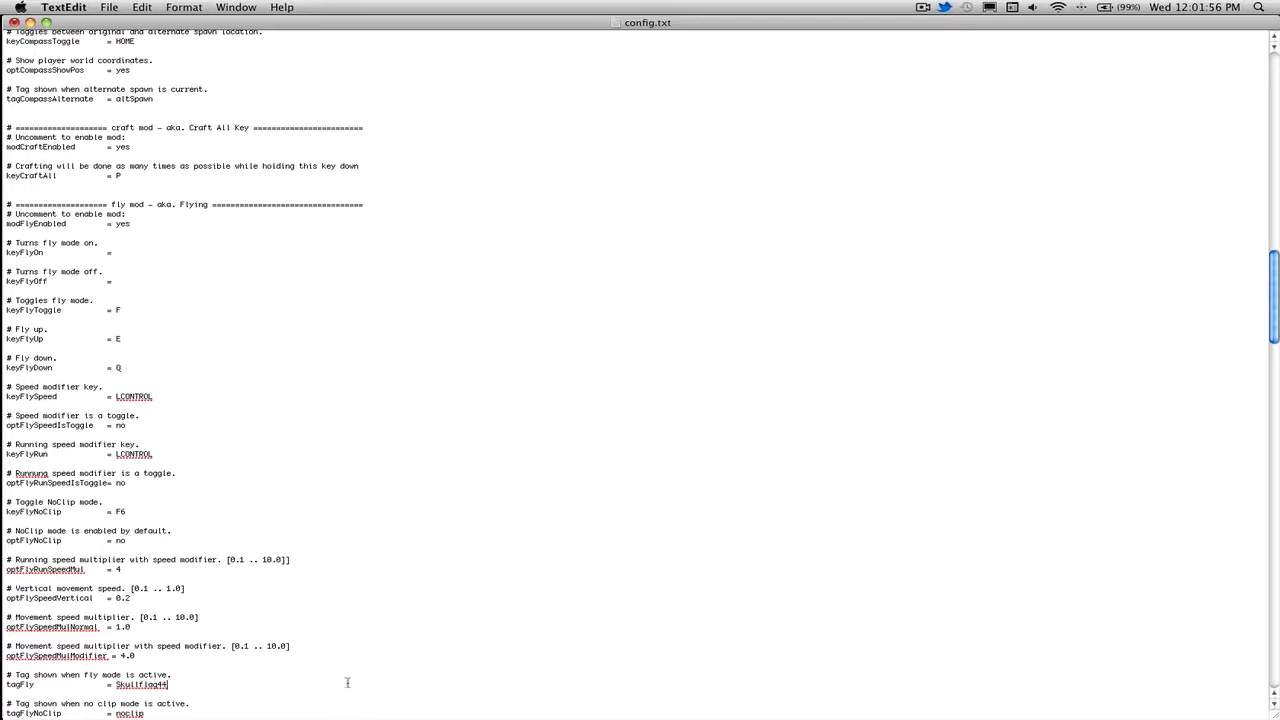 TextEdit File Edit Format Window Help (99%) Wed 12:01:56 PM
config.txt
# Toggles between original and alternate spawn location.
keyCompassToggle = HOME
# Show player world coordinates.
optCompassShowPos = yes
# Tag shown when alternate spawn is current.
tagCompassAlternate = altSpawn
# ==================== craft mod - aka. Craft All Key ========================
# Uncomment to enable mod:
modCraftEnabled = yes
# Crafting will be done as many times as possible while holding this key down
keyCraftAll = P
# ==================== fly mod - aka. Flying =================================
# Uncomment to enable mod:
modFlyEnabled = yes
# Turns fly mode on.
keyFlyOn =
# Turns fly mode off.
keyFlyOff =
# Toggles fly mode.
keyFlyToggle = F
# Fly up.
keyFlyUp = E
# Fly down.
keyFlyDown = Q
# Speed modifier key.
keyFlySpeed = LCONTROL
# Speed modifier is a toggle.
optFlySpeedIsToggle = no
# Running speed modifier key.
keyFlyRun = LCONTROL
# Runnung speed modifier is a toggle.
optFlyRunSpeedIsToggle= no
# Toggle NoClip mode.
keyFlyNoClip = F6
# NoClip mode is enabled by default.
optFlyNoClip = no
# Running speed multiplier with speed modifier. [0.1 .. 10.0]]
optFlyRunSpeedMul = 4
# Vertical movement speed. [0.1 .. 1.0]
optFlySpeedVertical = 0.2
# Movement speed multiplier. [0.1 .. 10.0]
optFlySpeedMulNormal = 1.0
# Movement speed multiplier with speed modifier. [0.1 .. 10.0]
optFlySpeedMulModifier = 4.0
# Tag shown when fly mode is active.
tagFly = Skullflag44
# Tag shown when no clip mode is active.
tagFlyNoClip = noclip